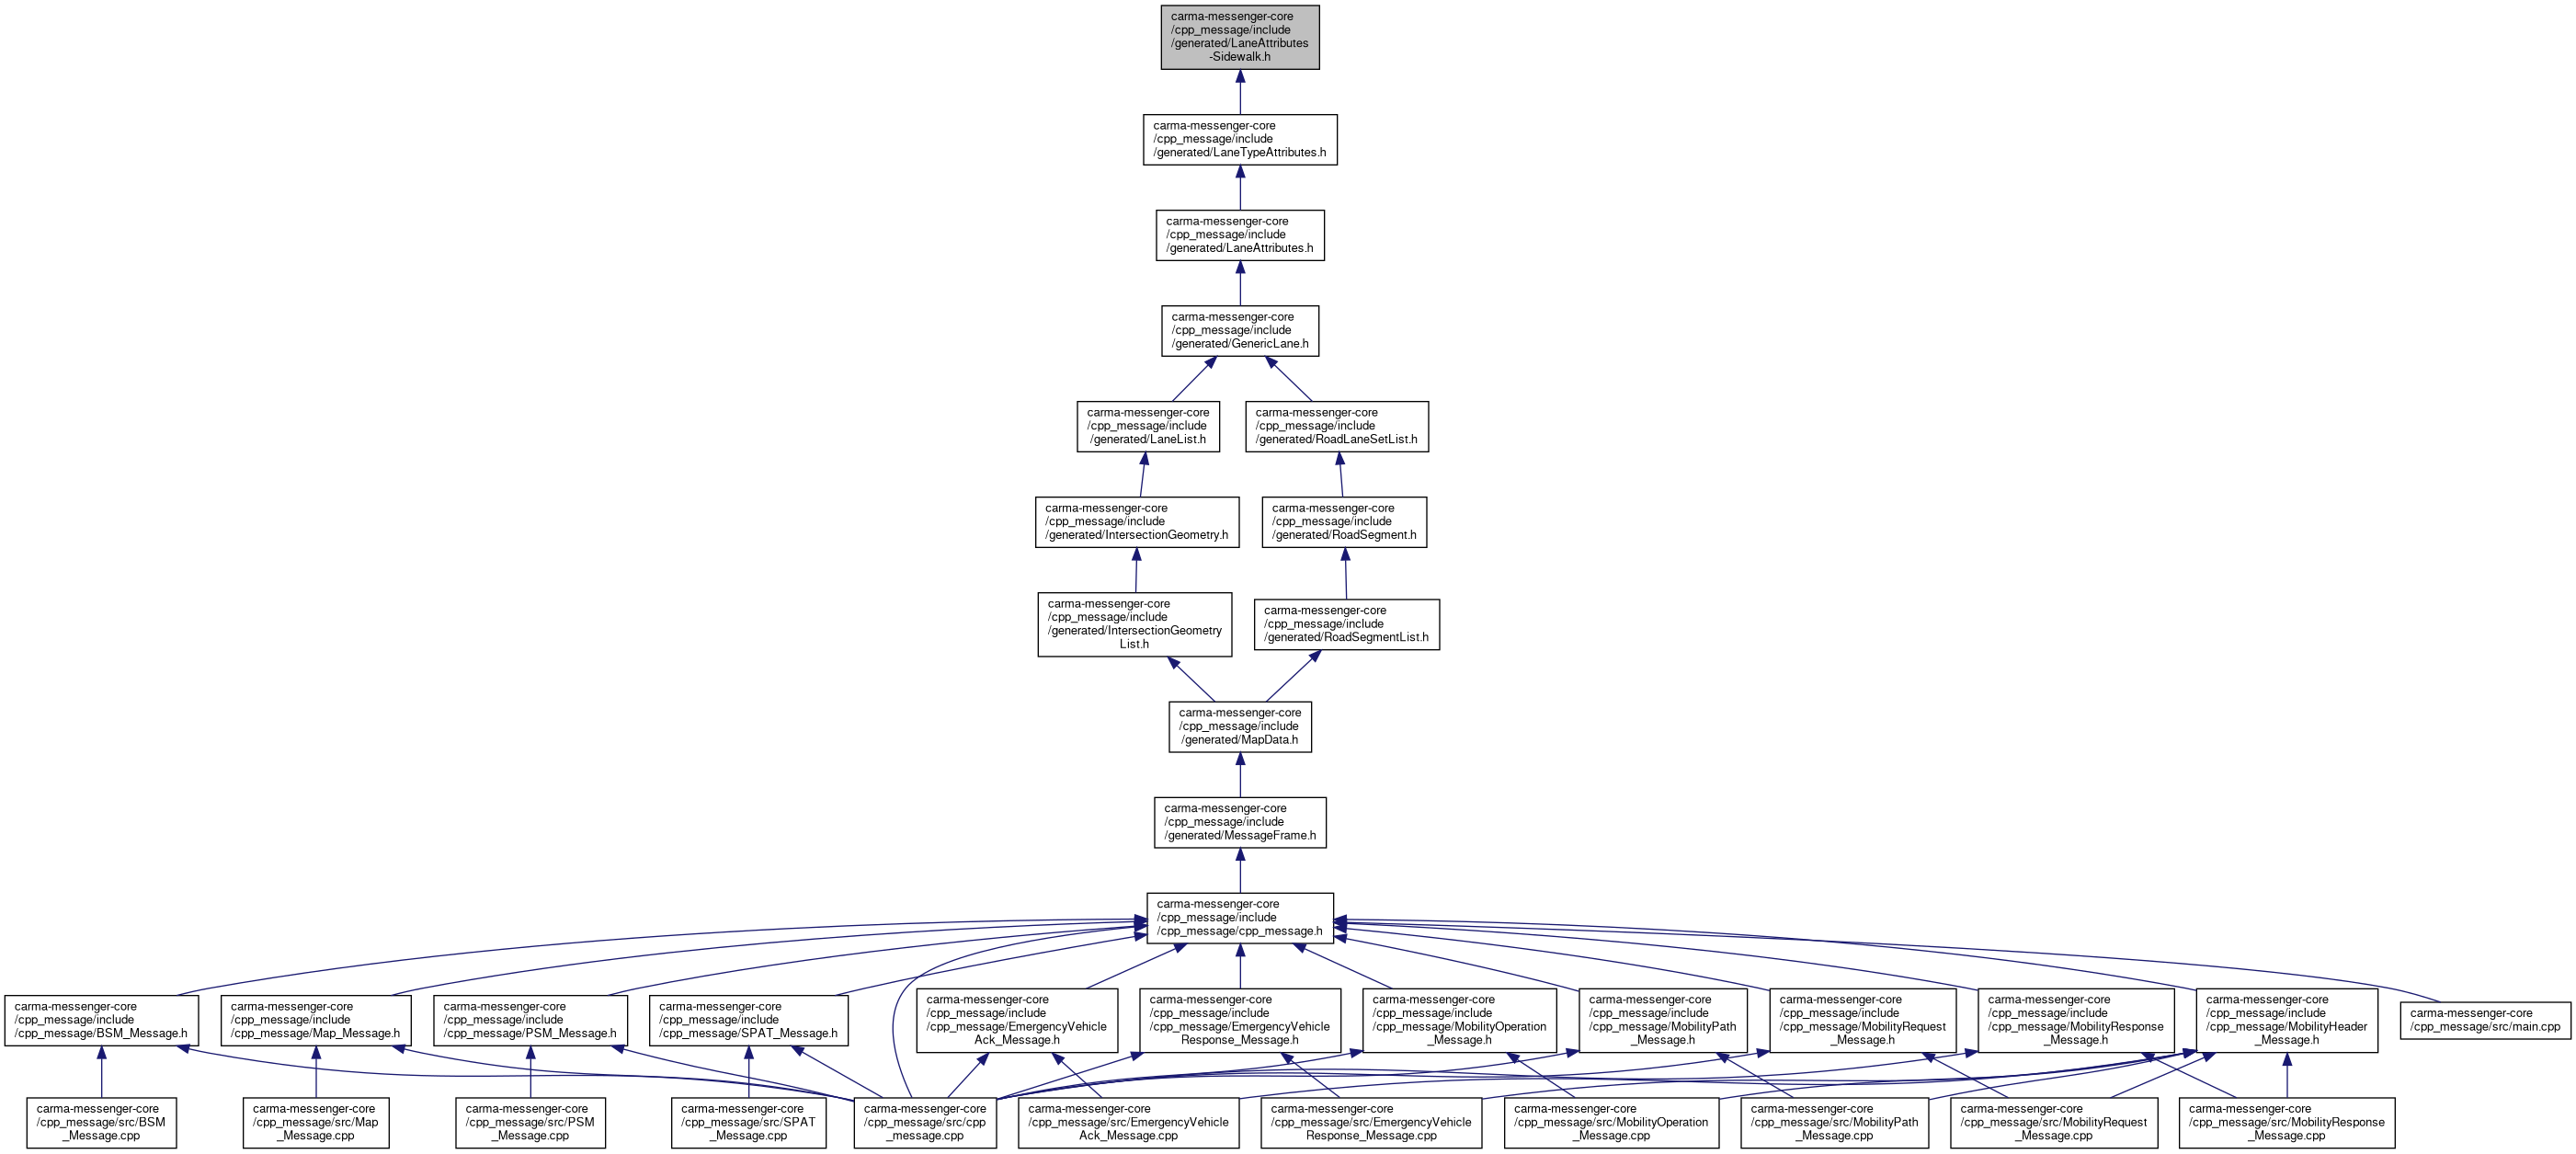 carma-messenger-core
/cpp_message/include
/generated/LaneAttributes
-Sidewalk.h
carma-messenger-core
/cpp_message/include
/generated/LaneTypeAttributes.h
carma-messenger-core
/cpp_message/include
/generated/LaneAttributes.h
carma-messenger-core
/cpp_message/include
/generated/GenericLane.h
carma-messenger-core
/cpp_message/include
/generated/LaneList.h
carma-messenger-core
/cpp_message/include
/generated/RoadLaneSetList.h
carma-messenger-core
/cpp_message/include
/generated/IntersectionGeometry.h
carma-messenger-core
/cpp_message/include
/generated/RoadSegment.h
carma-messenger-core
/cpp_message/include
/generated/IntersectionGeometry
List.h
carma-messenger-core
/cpp_message/include
/generated/RoadSegmentList.h
carma-messenger-core
/cpp_message/include
/generated/MapData.h
carma-messenger-core
/cpp_message/include
/generated/MessageFrame.h
carma-messenger-core
/cpp_message/include
/cpp_message/cpp_message.h
carma-messenger-core
/cpp_message/include
/cpp_message/BSM_Message.h
carma-messenger-core
/cpp_message/include
/cpp_message/Map_Message.h
carma-messenger-core
/cpp_message/include
/cpp_message/PSM_Message.h
carma-messenger-core
/cpp_message/include
/cpp_message/SPAT_Message.h
carma-messenger-core
/cpp_message/include
/cpp_message/EmergencyVehicle
Ack_Message.h
carma-messenger-core
/cpp_message/include
/cpp_message/EmergencyVehicle
Response_Message.h
carma-messenger-core
/cpp_message/include
/cpp_message/MobilityOperation
_Message.h
carma-messenger-core
/cpp_message/include
/cpp_message/MobilityPath
_Message.h
carma-messenger-core
/cpp_message/include
/cpp_message/MobilityRequest
_Message.h
carma-messenger-core
/cpp_message/include
/cpp_message/MobilityResponse
_Message.h
carma-messenger-core
/cpp_message/include
/cpp_message/MobilityHeader
_Message.h
carma-messenger-core
/cpp_message/src/main.cpp
carma-messenger-core
/cpp_message/src/BSM
_Message.cpp
carma-messenger-core
/cpp_message/src/Map
_Message.cpp
carma-messenger-core
/cpp_message/src/PSM
_Message.cpp
carma-messenger-core
/cpp_message/src/SPAT
_Message.cpp
carma-messenger-core
/cpp_message/src/cpp
_message.cpp
carma-messenger-core
/cpp_message/src/EmergencyVehicle
Ack_Message.cpp
carma-messenger-core
/cpp_message/src/EmergencyVehicle
Response_Message.cpp
carma-messenger-core
/cpp_message/src/MobilityOperation
_Message.cpp
carma-messenger-core
/cpp_message/src/MobilityPath
_Message.cpp
carma-messenger-core
/cpp_message/src/MobilityRequest
_Message.cpp
carma-messenger-core
/cpp_message/src/MobilityResponse
_Message.cpp